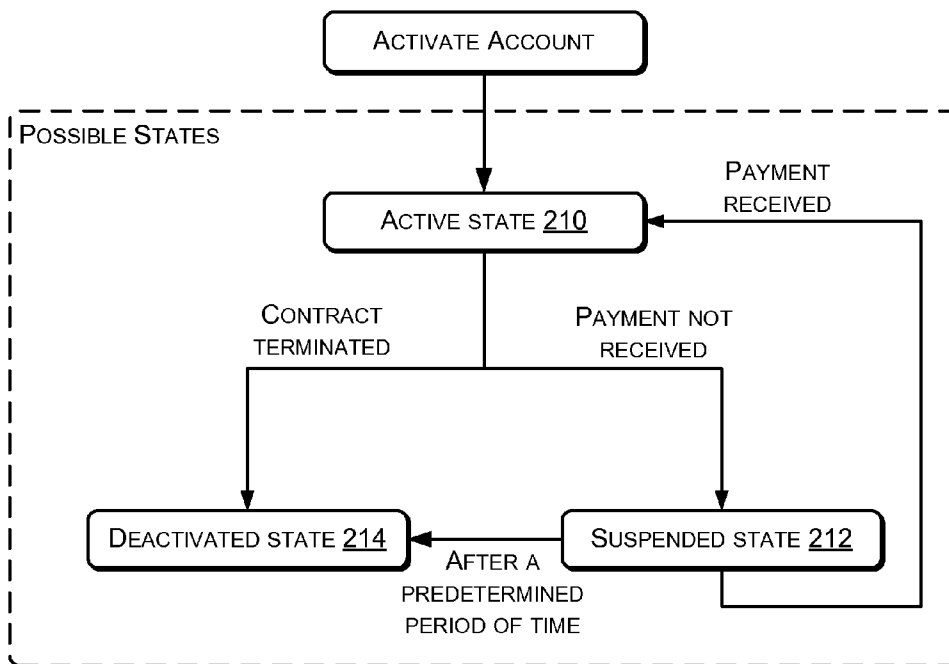 ACTIVATE ACCOUNT
POSSIBLE STATES
PAYMENT
RECEIVED
ACTIVE STATE 210
CONTRACT
TERMINATED
PAYMENT NOT
RECEIVED
DEACTIVATED STATE 214
SUSPENDED STATE 212
AFTER A
PREDETERMINED
PERIOD OF TIME